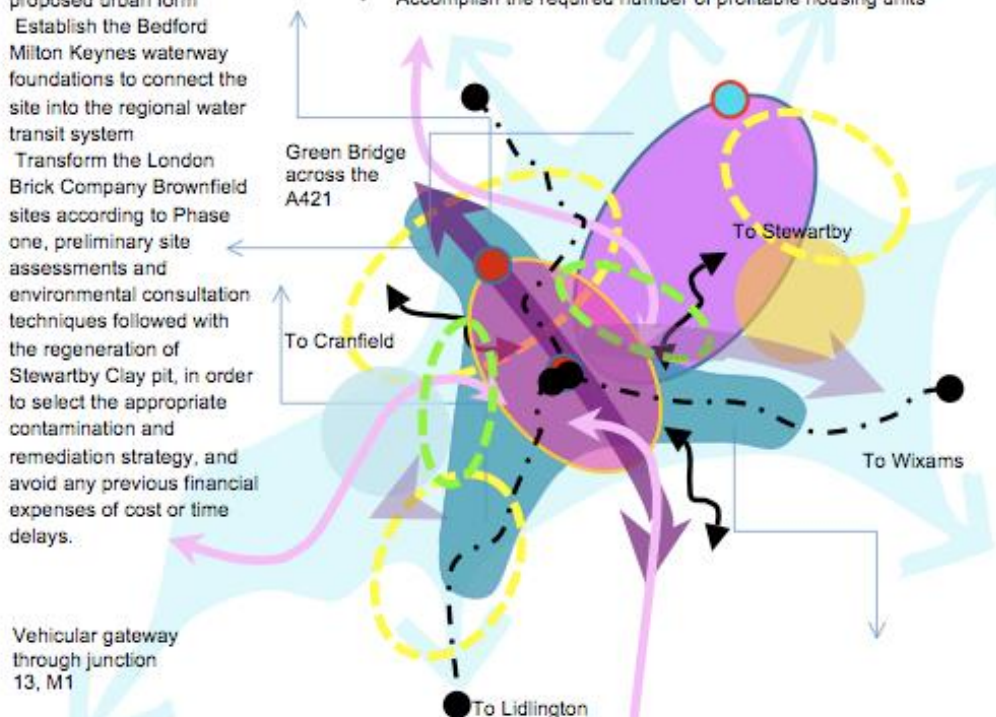 proposed urban form
Establish the Bedford
Milton Keynes waterway
foundations to connect the
site into the regional water
transit system
Transform the London
Brick Company Brownfield
sites according to Phase
one, preliminary site
assessments and
environmental consultation
techniques followed with
the regeneration of
Stewartby Clay pit, in order
to select the appropriate
contamination and
remediation strategy, and
avoid any previous financial
expenses of cost or time
delays.
Vehicular gateway
through junction
13, M1
Accomplish the required number of profitable housing units
Green Bridge
across the
A421
To Stewartby
To Cranfield
To Wixams
To Lidlington